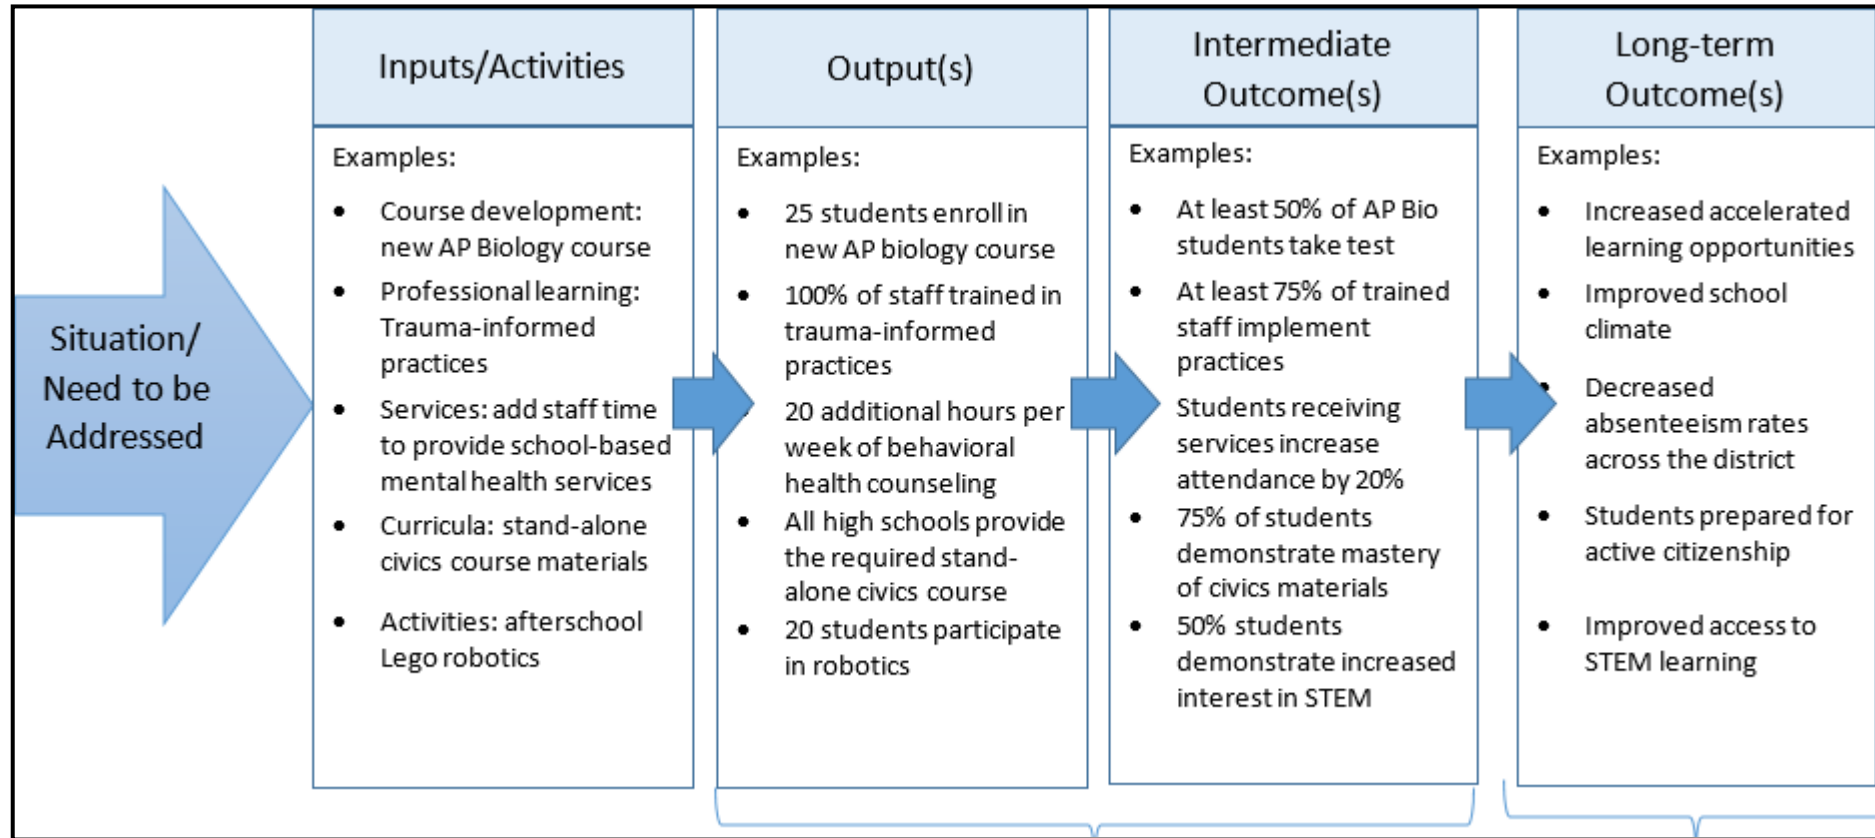 Situation/
Need to be
Addressed
Inputs/Activities
Examples:
• Course development:
new AP Biology course
• Professional learning:
Trauma-informed
practices
• Services: add staff time
to provide school-based
mental health services
• Curricula: stand-alone
civics course materials
• Activities: afterschool
Lego robotics
Output(s)
Examples:
• 25 students enroll in
new AP biology course
• 100% of staff trained in
trauma-informed
practices
20 additional hours per
week of behavioral
health counseling
• All high schools provide
the required stand-
alone civics course
• 20 students participate
in robotics
Intermediate
Outcome(s)
Examples:
• At least 50% of AP Bio
students take test
• At least 75% of trained
staff implement
practices
Students receiving
services increase
attendance by 20%
• 75% of students
demonstrate mastery
of civics materials
• 50% students
demonstrate increased
interest in STEM
Long-term
Outcome(s)
Examples:
• Increased accelerated
learning opportunities
• Improved school
climate
• Decreased
absenteeism rates
across the district
• Students prepared for
active citizenship
• Improved access to
STEM learning